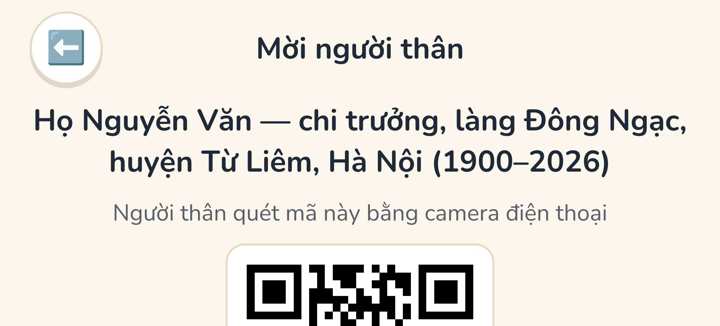 Mời người thân
Họ Nguyễn Văn — chi trưởng, làng Đông Ngạc,
huyện Từ Liêm, Hà Nội (1900–2026)
Người thân quét mã này bằng camera điện thoại